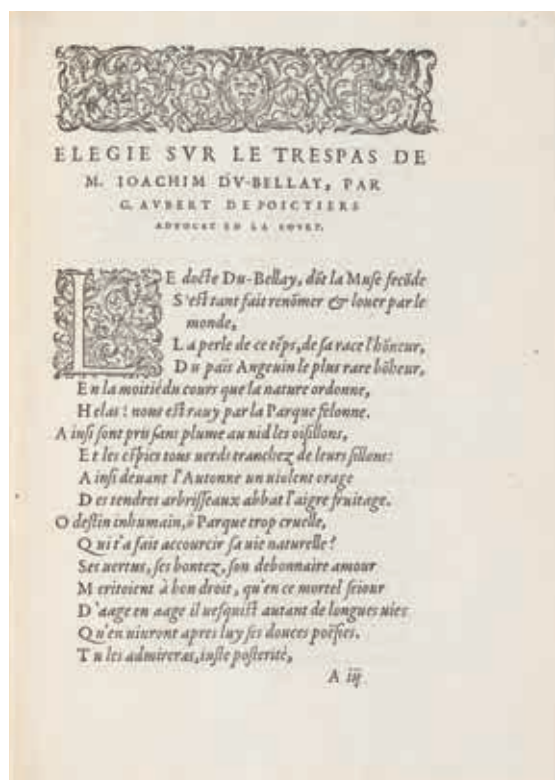 ELEGIE SVR LE TRESPAS DE
M. IOACHIM DV-BELLAY, PAR
G. AVBERT DE POICTIERS
ADVOCAT EN LA COVRT.
LE docte Du-Bellay, dõt la Muse fecõde
S'est tant fait renõmer & louer par le
monde,
La perle de ce tẽps, de sa race l'hõneur,
Du païs Angeuin le plus rare bõheur,
En la moitié du cours que la nature ordonne,
Helas! nous est rauy par la Parque felonne.
Ainsi sont pris sans plume au nid les oisillons,
Et les espics tous uerds tranchez de leurs sillons:
Ainsi deuant l'Autonne un uiolent orage
Des tendres arbrisseaux abbat l'aigre fruitage.
O destin inhumain, ô Parque trop cruelle,
Qui t'a fait accourcir sa uie naturelle?
Ses uertus, ses bontez, son debonnaire amour
Meritoient à bon droit, qu'en ce mortel seiour
D'aage en aage il uesquist autant de longues uies
Qu'en uiuront apres luy ses douces poësies.
Tu les admireras, iuste posterité,
A iij